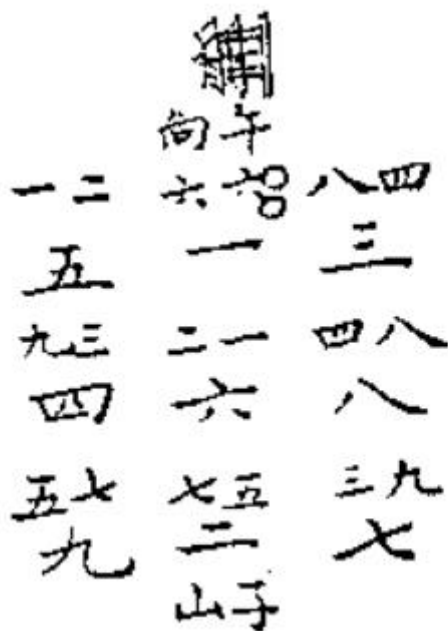 向午
一二 六六 八四
五 一 三
九三 二一 四八
四 六 八
五七 七五 三九
九 二 七
山子